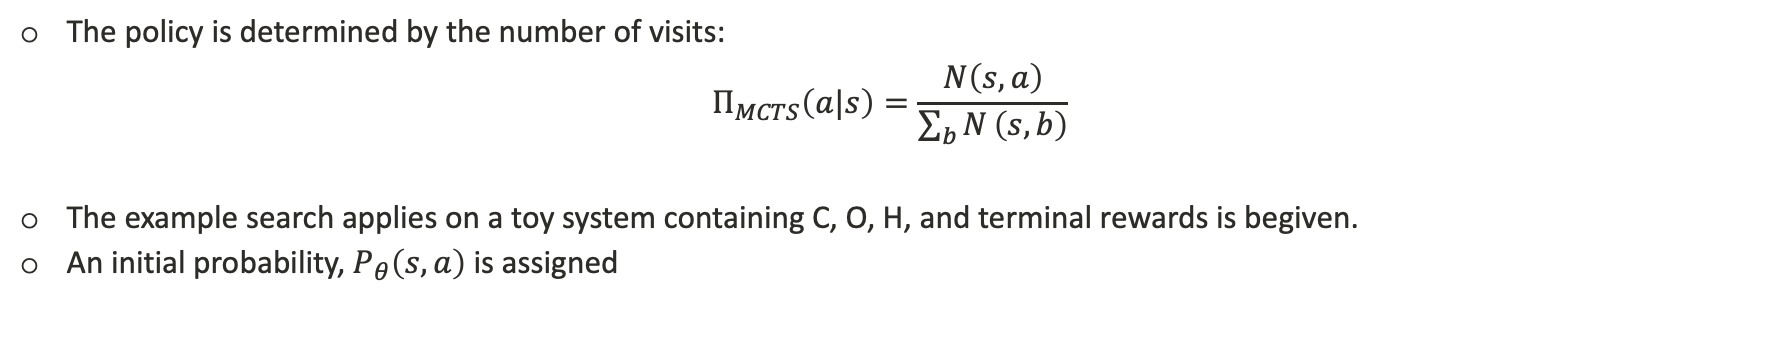 ○ The policy is determined by the number of visits:
Π_MCTS(a|s) = N(s, a) / ∑_b N (s, b)
○ The example search applies on a toy system containing C, O, H, and terminal rewards is begiven.
○ An initial probability, P_θ(s, a) is assigned